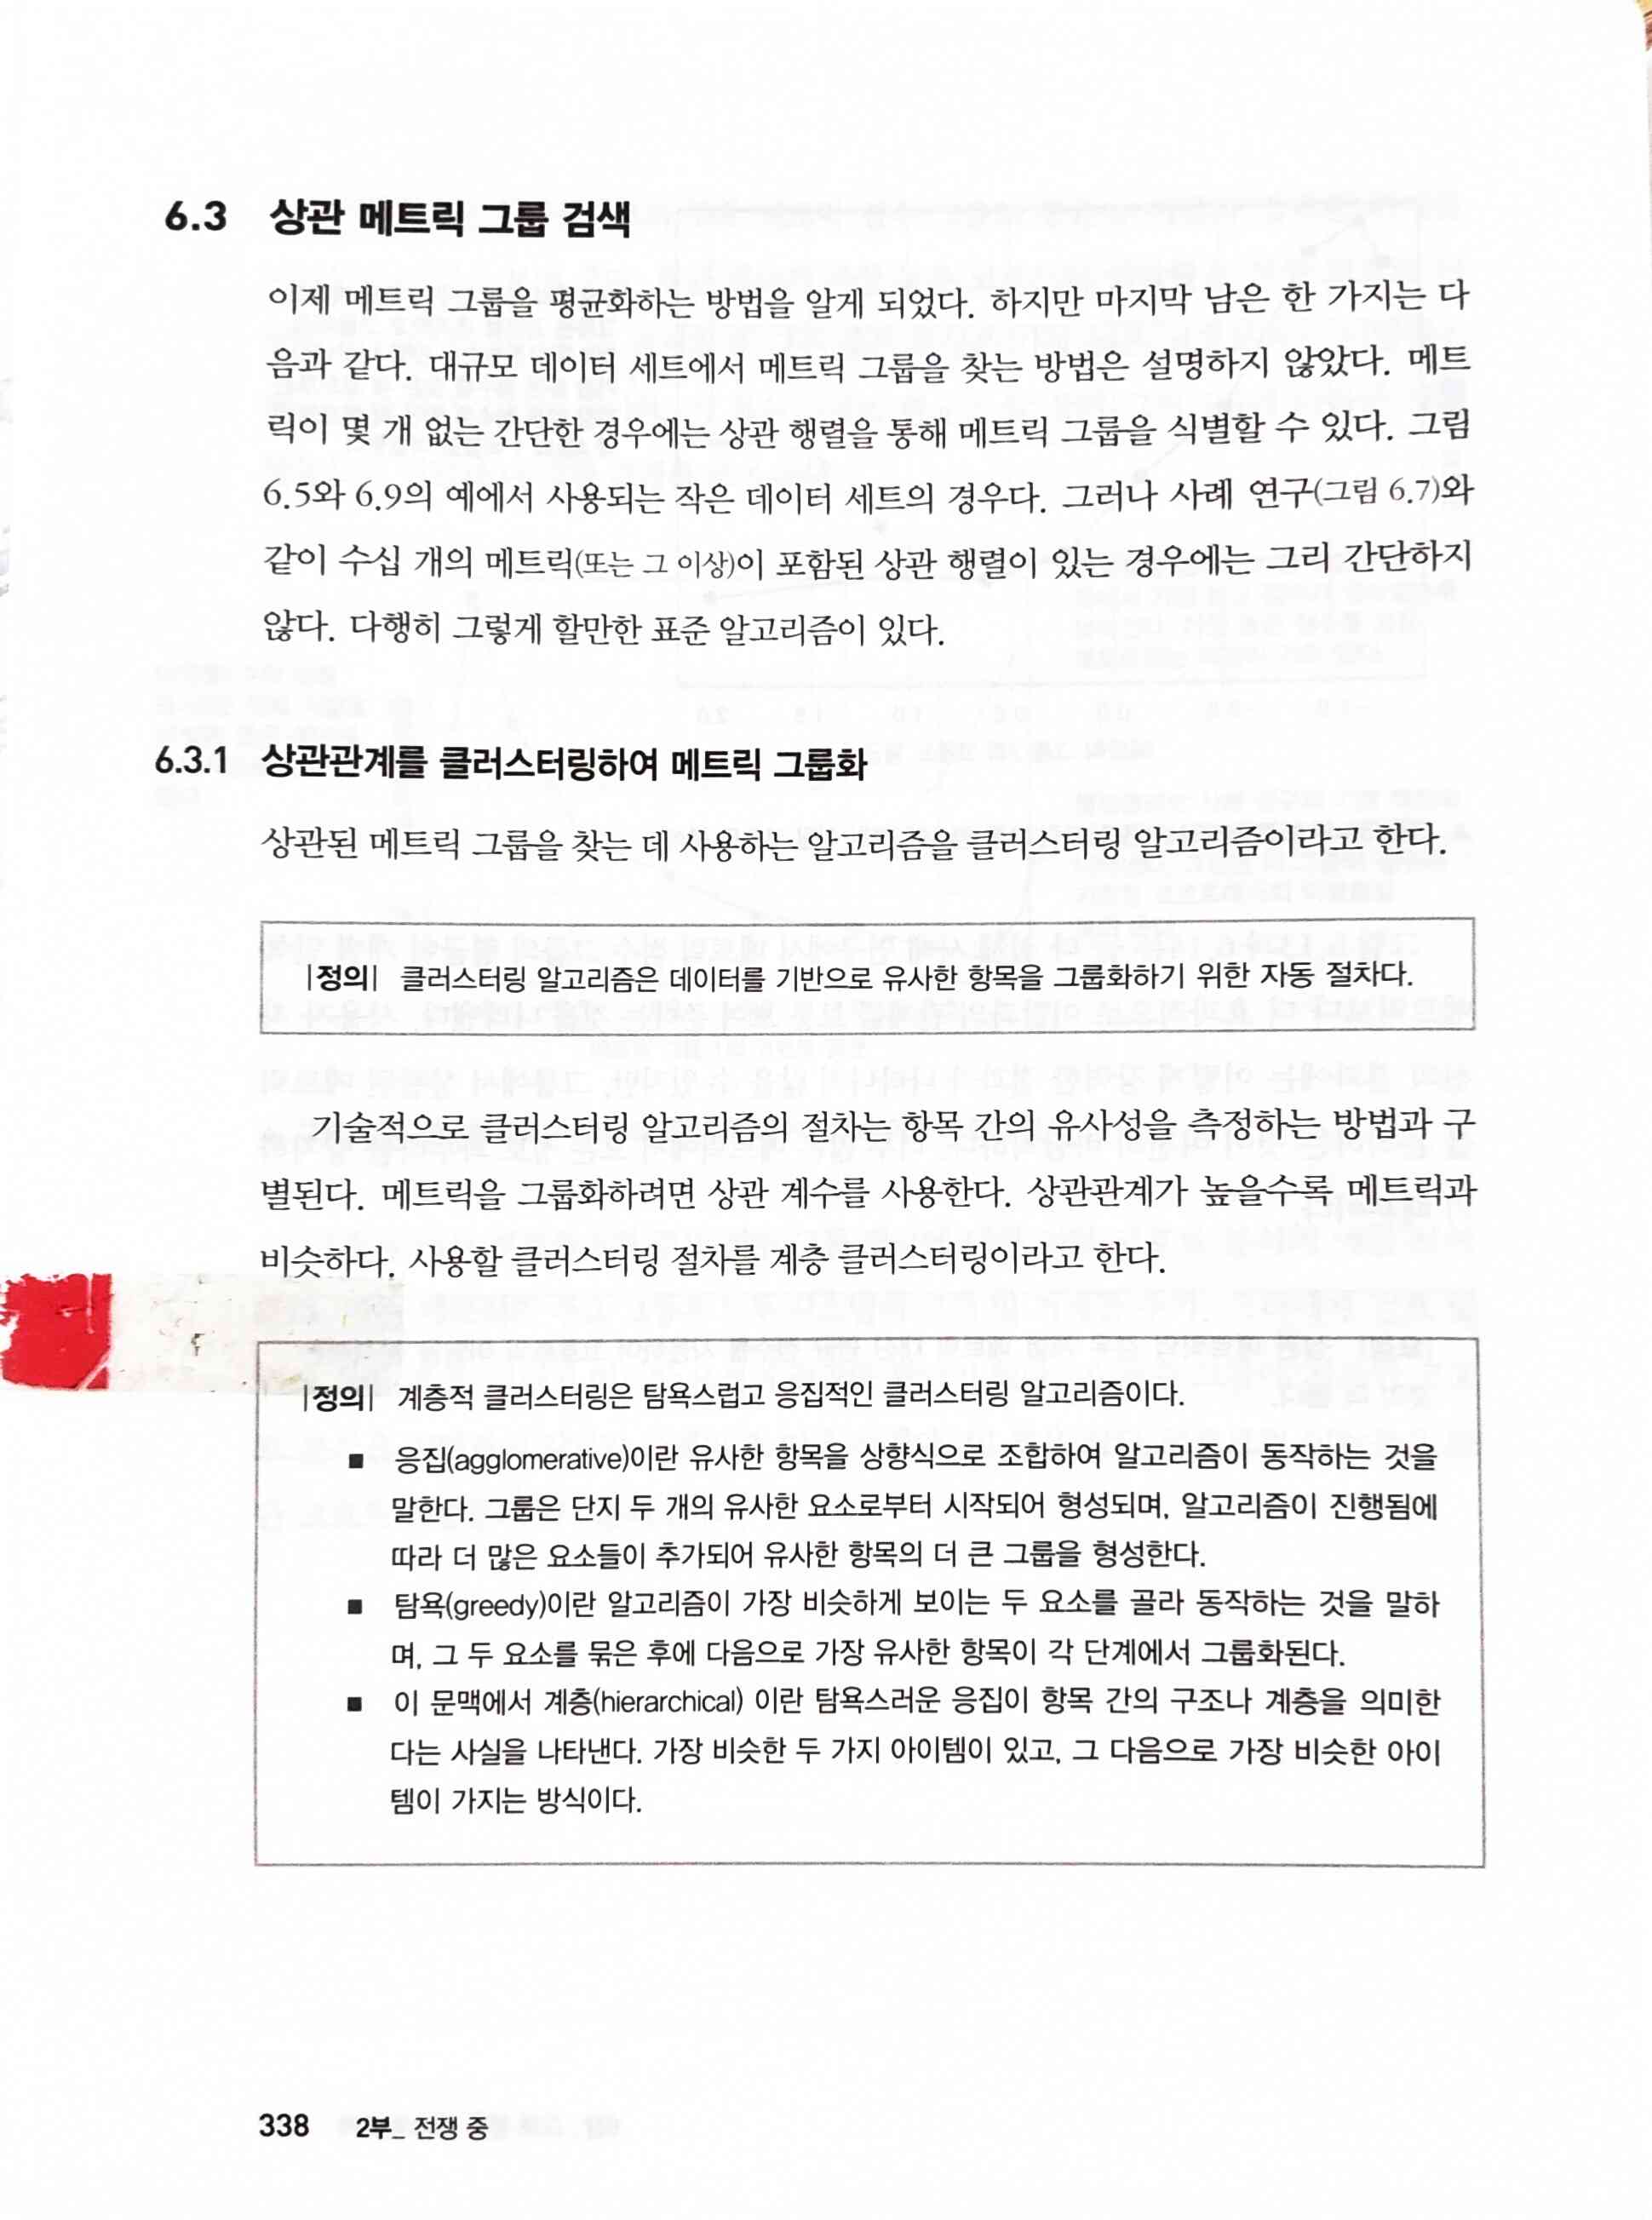 6.3 상관 메트릭 그룹 검색
이제 메트릭 그룹을 평균화하는 방법을 알게 되었다. 하지만 마지막 남은 한 가지는 다
음과 같다. 대규모 데이터 세트에서 메트릭 그룹을 찾는 방법은 설명하지 않았다. 메트
릭이 몇 개 없는 간단한 경우에는 상관 행렬을 통해 메트릭 그룹을 식별할 수 있다. 그림
6.5와 6.9의 예에서 사용되는 작은 데이터 세트의 경우다. 그러나 사례 연구(그림 6.7)와
같이 수십 개의 메트릭(또는 그 이상)이 포함된 상관 행렬이 있는 경우에는 그리 간단하지
않다. 다행히 그렇게 할만한 표준 알고리즘이 있다.
6.3.1 상관관계를 클러스터링하여 메트릭 그룹화
상관된 메트릭 그룹을 찾는 데 사용하는 알고리즘을 클러스터링 알고리즘이라고 한다.
|정의| 클러스터링 알고리즘은 데이터를 기반으로 유사한 항목을 그룹화하기 위한 자동 절차다.
기술적으로 클러스터링 알고리즘의 절차는 항목 간의 유사성을 측정하는 방법과 구
별된다. 메트릭을 그룹화하려면 상관 계수를 사용한다. 상관관계가 높을수록 메트릭과
비슷하다. 사용할 클러스터링 절차를 계층 클러스터링이라고 한다.
|정의| 계층적 클러스터링은 탐욕스럽고 응집적인 클러스터링 알고리즘이다.
■ 응집(agglomerative)이란 유사한 항목을 상향식으로 조합하여 알고리즘이 동작하는 것을
말한다. 그룹은 단지 두 개의 유사한 요소로부터 시작되어 형성되며, 알고리즘이 진행됨에
따라 더 많은 요소들이 추가되어 유사한 항목의 더 큰 그룹을 형성한다.
■ 탐욕(greedy)이란 알고리즘이 가장 비슷하게 보이는 두 요소를 골라 동작하는 것을 말하
며, 그 두 요소를 묶은 후에 다음으로 가장 유사한 항목이 각 단계에서 그룹화된다.
■ 이 문맥에서 계층(hierarchical) 이란 탐욕스러운 응집이 항목 간의 구조나 계층을 의미한
다는 사실을 나타낸다. 가장 비슷한 두 가지 아이템이 있고, 그 다음으로 가장 비슷한 아이
템이 가지는 방식이다.
338 2부_ 전쟁 중